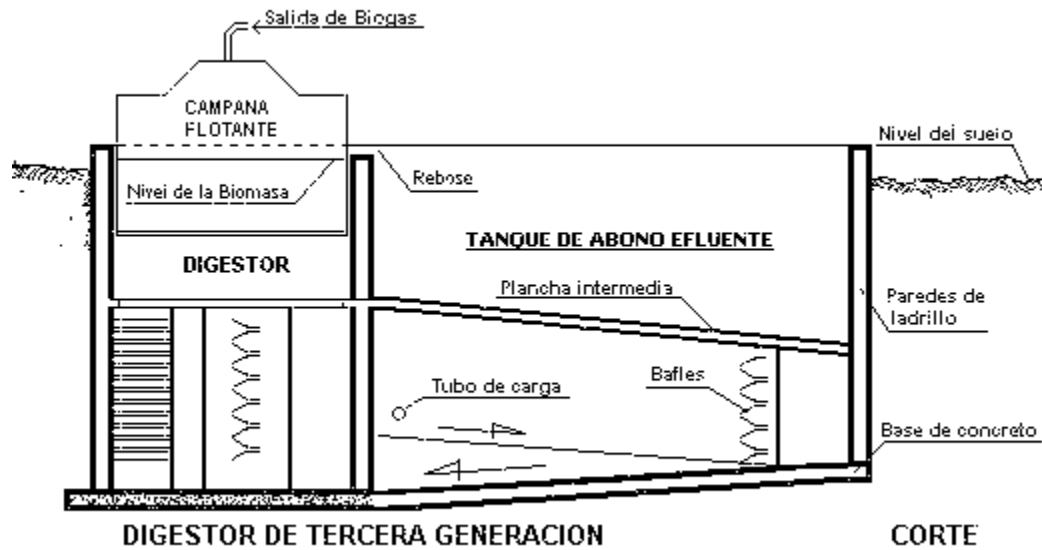 Salida de Biogas
CAMPANA
FLOTANTE
Nivel del suelo
Nivel de la Biomasa
Rebose
TANQUE DE ABONO EFLUENTE
DIGESTOR
Plancha intermedia
Paredes de
ladrillo
Tubo de carga
Bafles
Base de concreto
DIGESTOR DE TERCERA GENERACION
CORTE